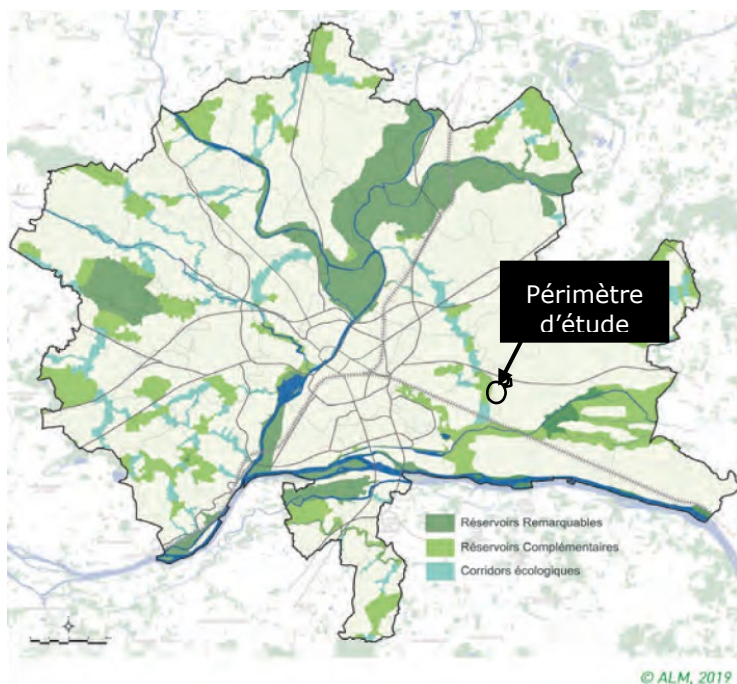 Périmètre
d'étude
Réservoirs Remarquables
Réservoirs Complémentaires
Corridors écologiques
© ALM, 2019